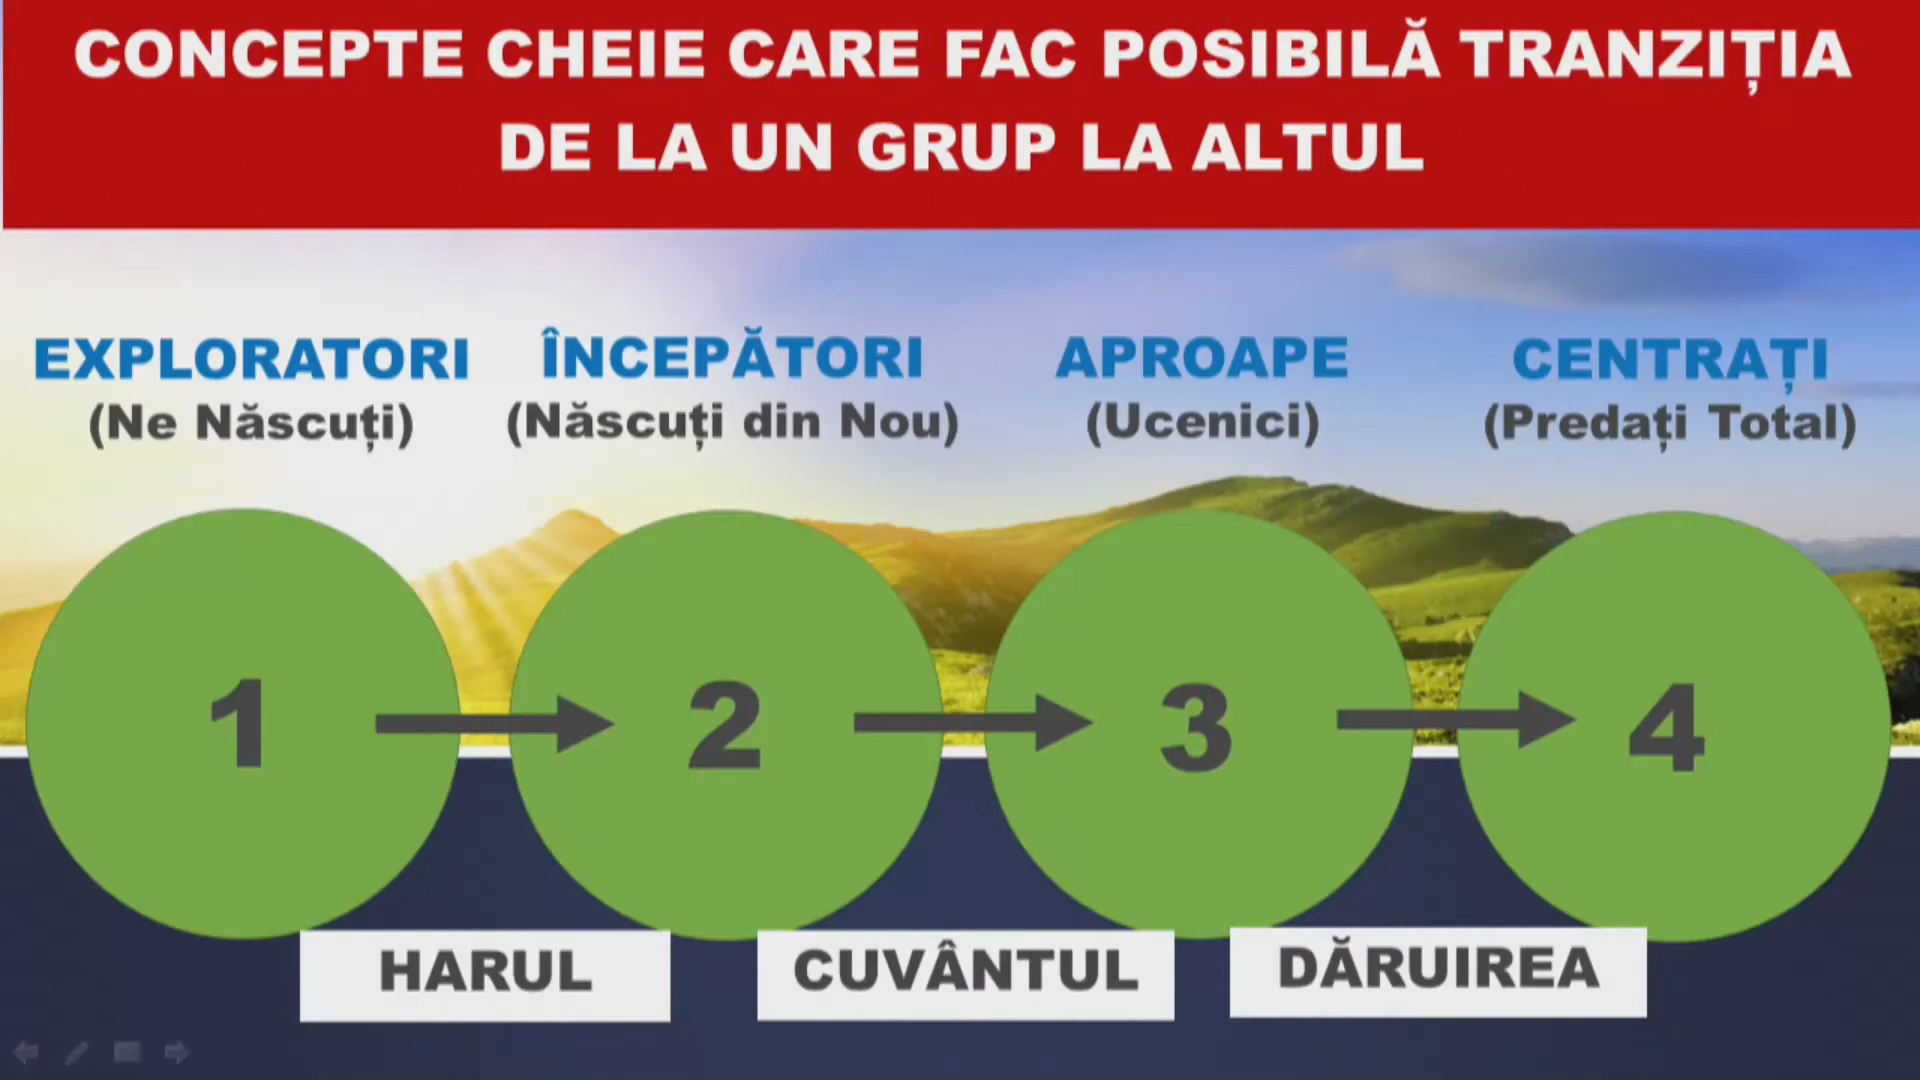 CONCEPTE CHEIE CARE FAC POSIBILĂ TRANZIȚIA
DE LA UN GRUP LA ALTUL
EXPLORATORI
(Ne Născuți)
ÎNCEPĂTORI
(Născuți din Nou)
APROAPE
(Ucenici)
CENTRAȚI
(Predați Total)
1
2
3
4
HARUL
CUVÂNTUL
DĂRUIREA